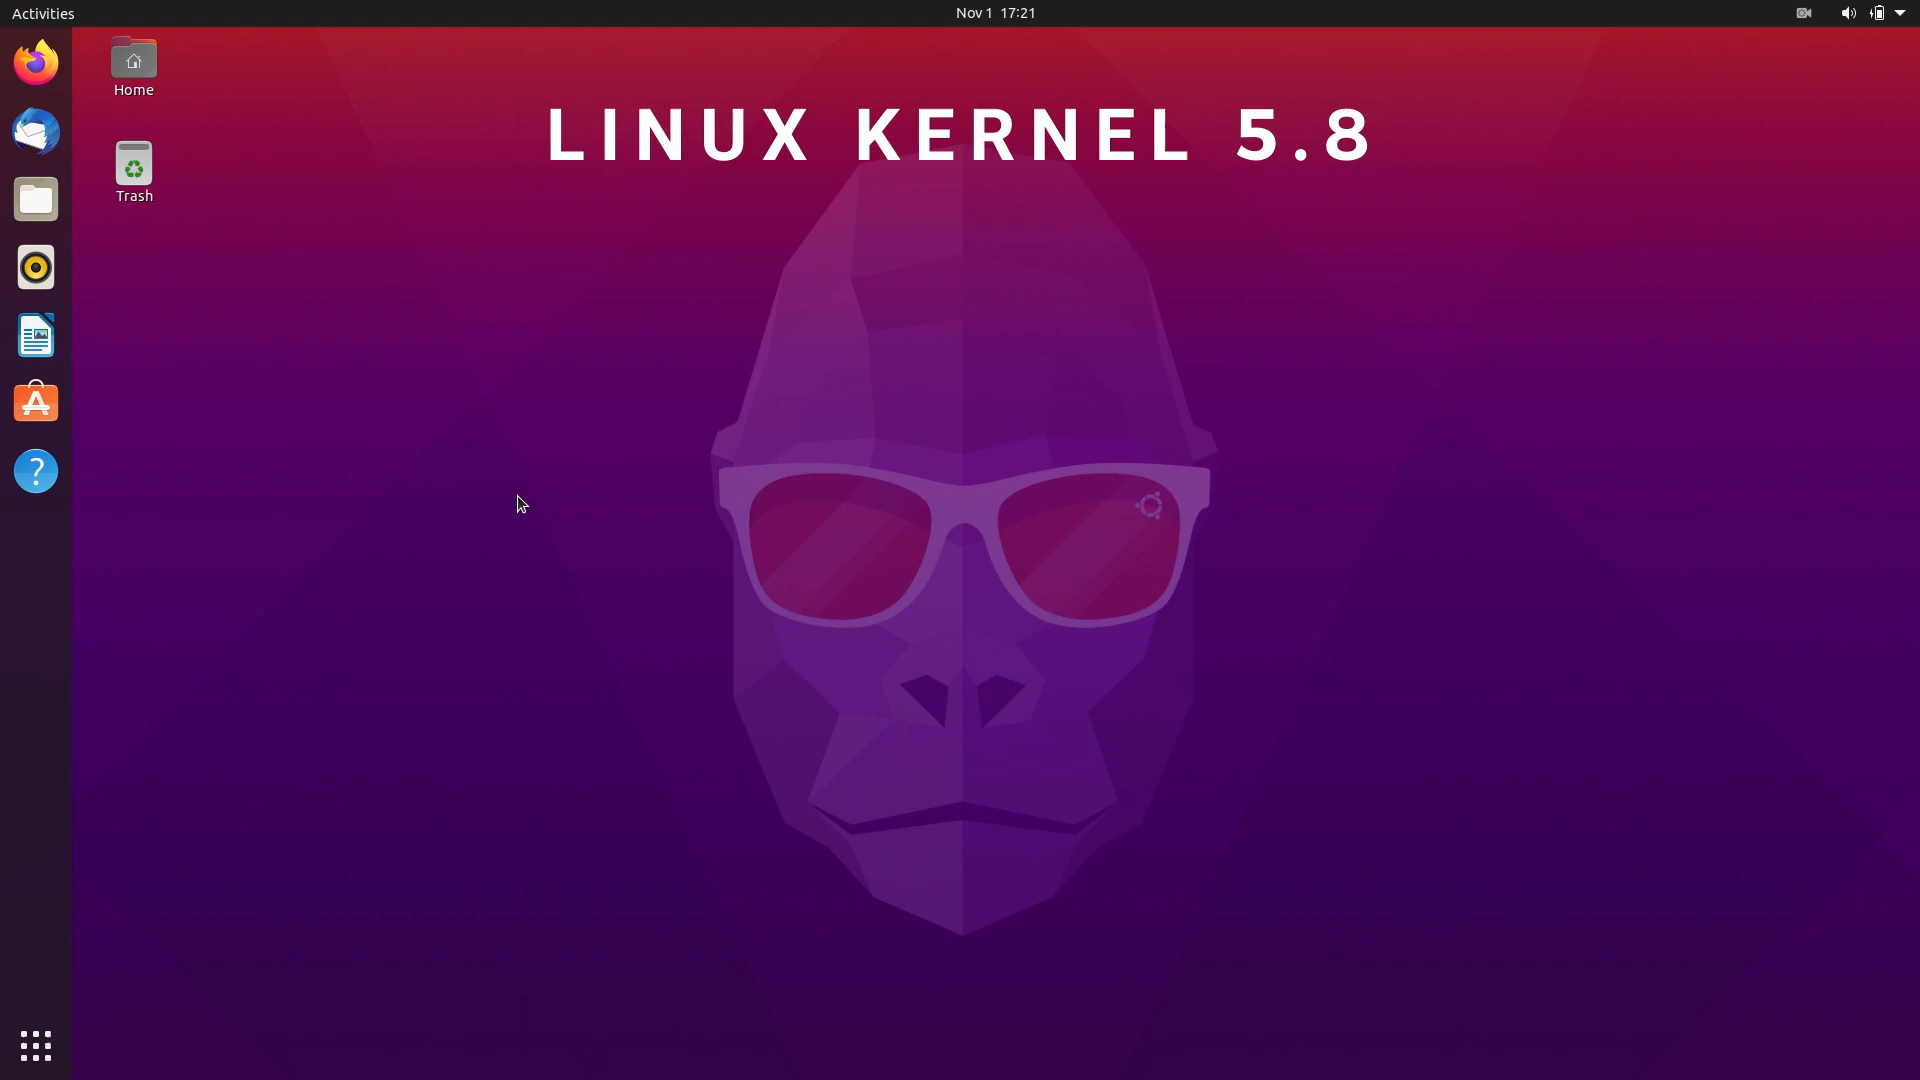 Activities
Nov 1 17:21
Home
LINUX KERNEL 5.8
Trash